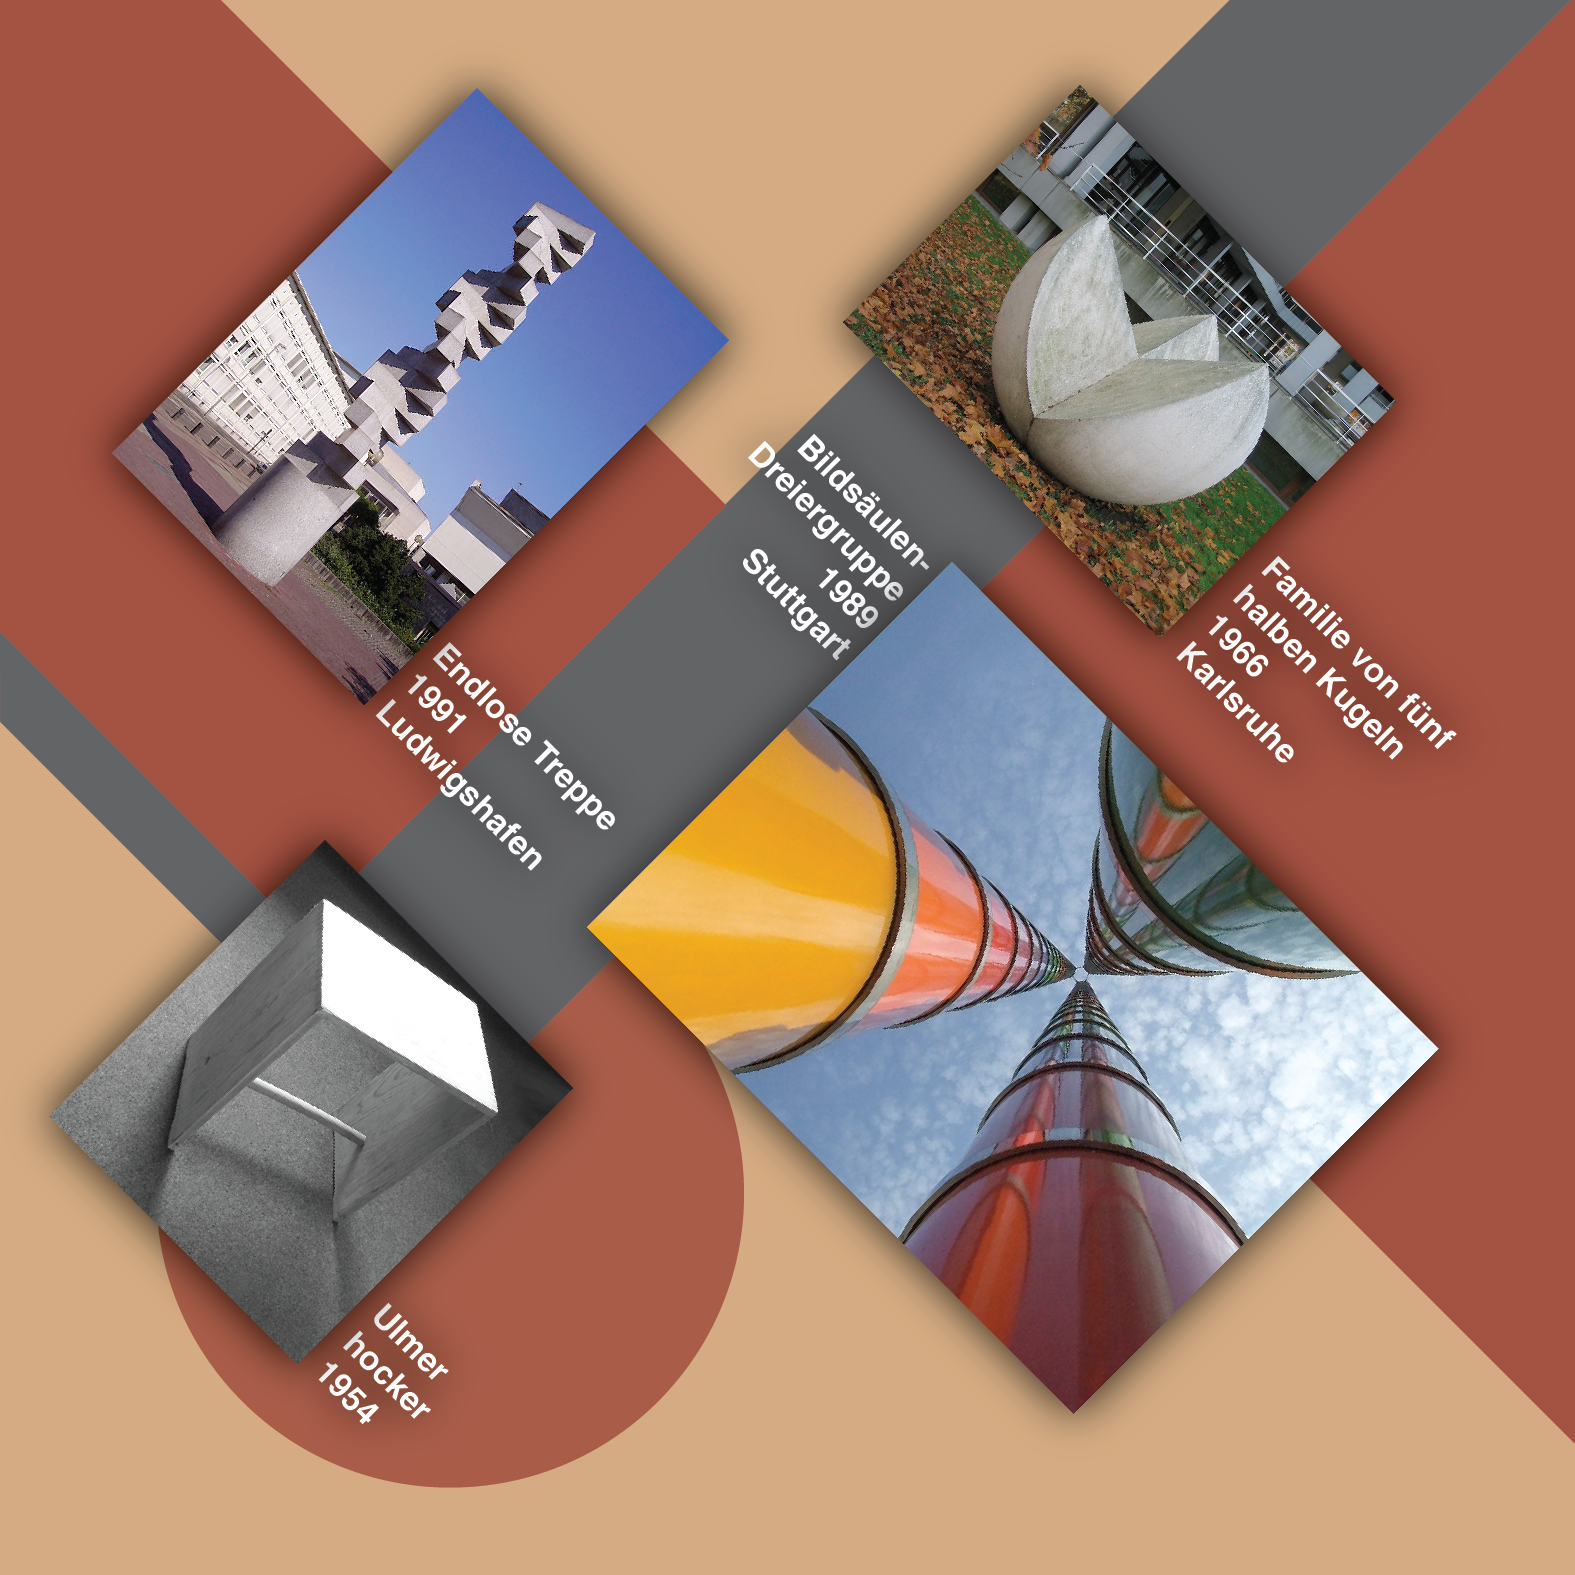 Bildsäulen-
Dreiergruppe
1989
Stuttgart
Familie von fünf
halben Kugeln
1966
Karlsruhe
Endlose Treppe
1991
Ludwigshafen
Ulmer
hocker
1954